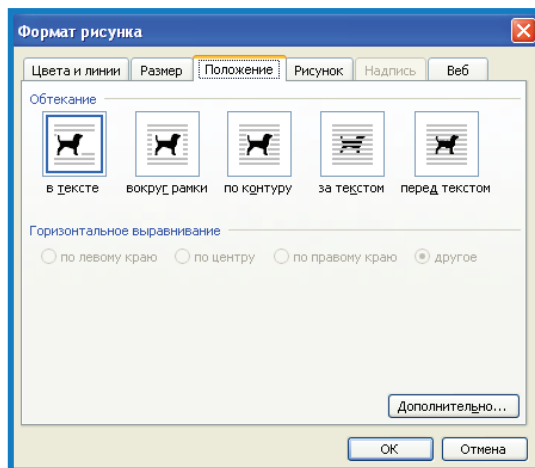 Формат рисунка
Цвета и линии Размер Положение Рисунок Надпись Веб
Обтекание
в тексте вокруг рамки по контуру за текстом перед текстом
Горизонтальное выравнивание
по левому краю по центру по правому краю другое
Дополнительно...
ОК Отмена